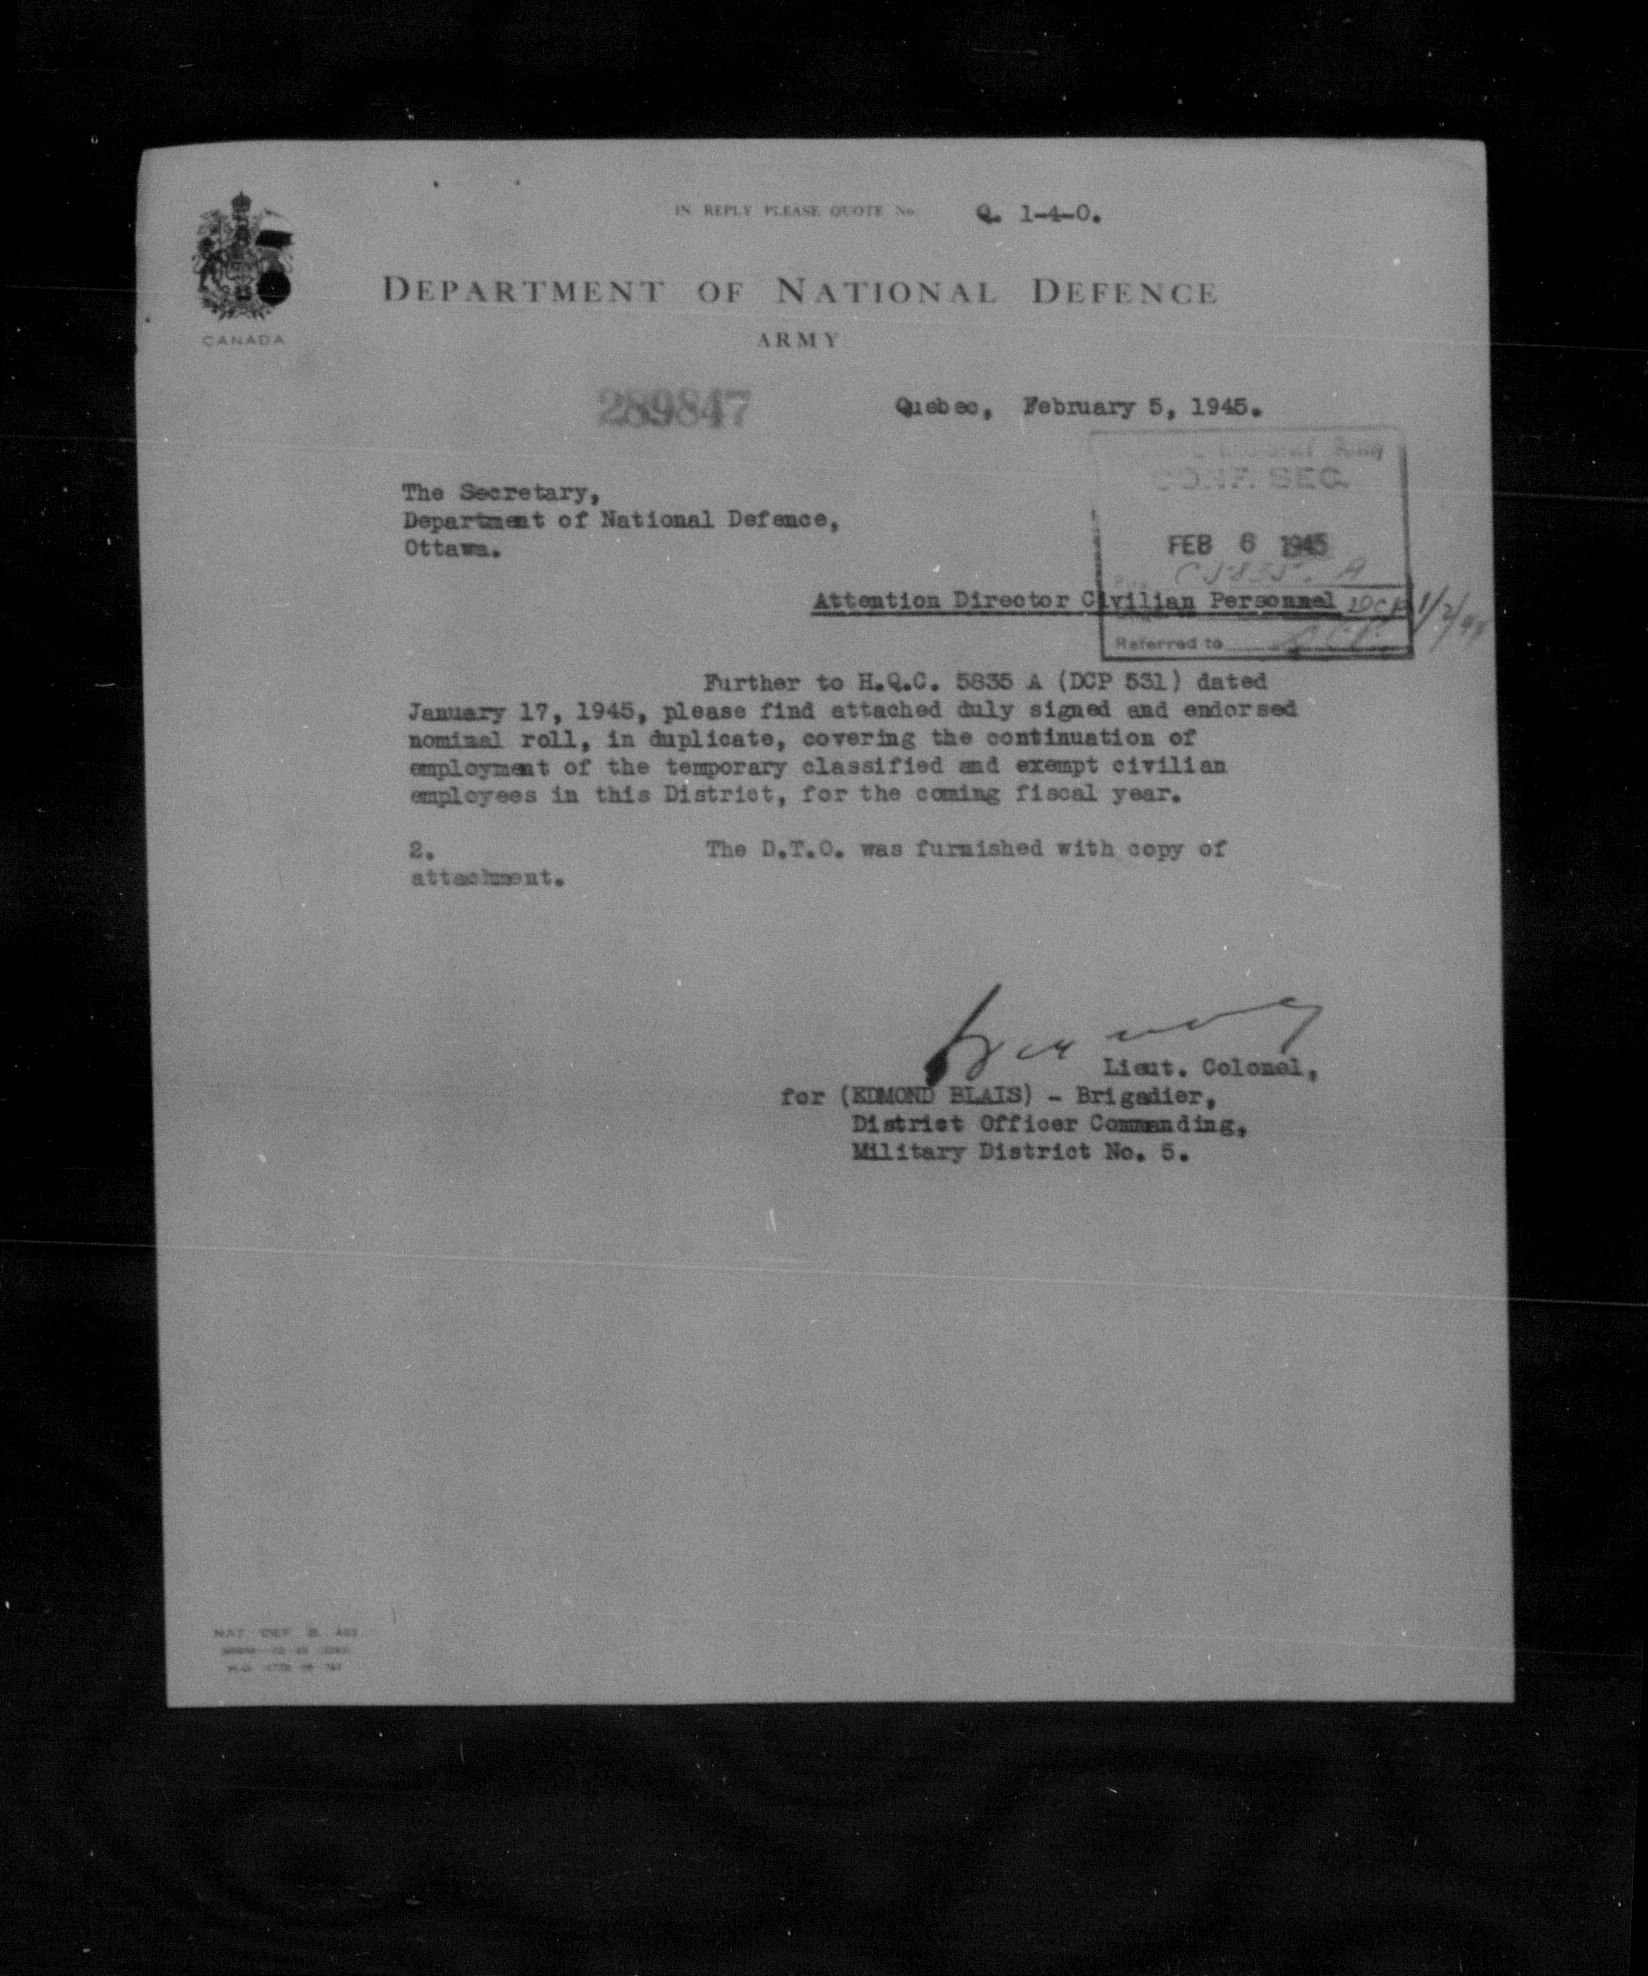 IN REPLY PLEASE QUOTE No. Q. 1-4-0.
CANADA
DEPARTMENT OF NATIONAL DEFENCE
ARMY
289847
Quebec, February 5, 1945.
CONF. SEC.
The Secretary,
Department of National Defence,
Ottawa.
FEB 6 1945
Attention Director Civilian Personnel
Referred to
Further to H.Q.C. 5835 A (DCP 531) dated
January 17, 1945, please find attached duly signed and endorsed
nominal roll, in duplicate, covering the continuation of
employment of the temporary classified and exempt civilian
employees in this District, for the coming fiscal year.
2. The D.T.O. was furnished with copy of
attachment.
Lieut. Colonel,
for (EDMOND BLAIS) - Brigadier,
District Officer Commanding,
Military District No. 5.
NAT DEF B.